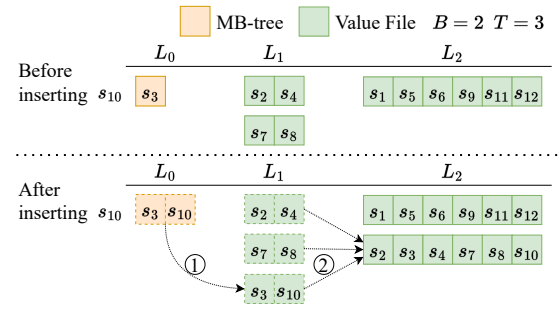 MB-tree Value File B = 2 T = 3
L₀ L₁ L₂
Before inserting s₁₀ s₃ s₂ s₄ s₁ s₅ s₆ s₉ s₁₁ s₁₂
s₇ s₈
L₀ L₁ L₂
After inserting s₁₀ s₃ s₁₀ s₂ s₄ s₁ s₅ s₆ s₉ s₁₁ s₁₂
s₇ s₈ s₂ s₃ s₄ s₇ s₈ s₁₀
① ②
s₃ s₁₀